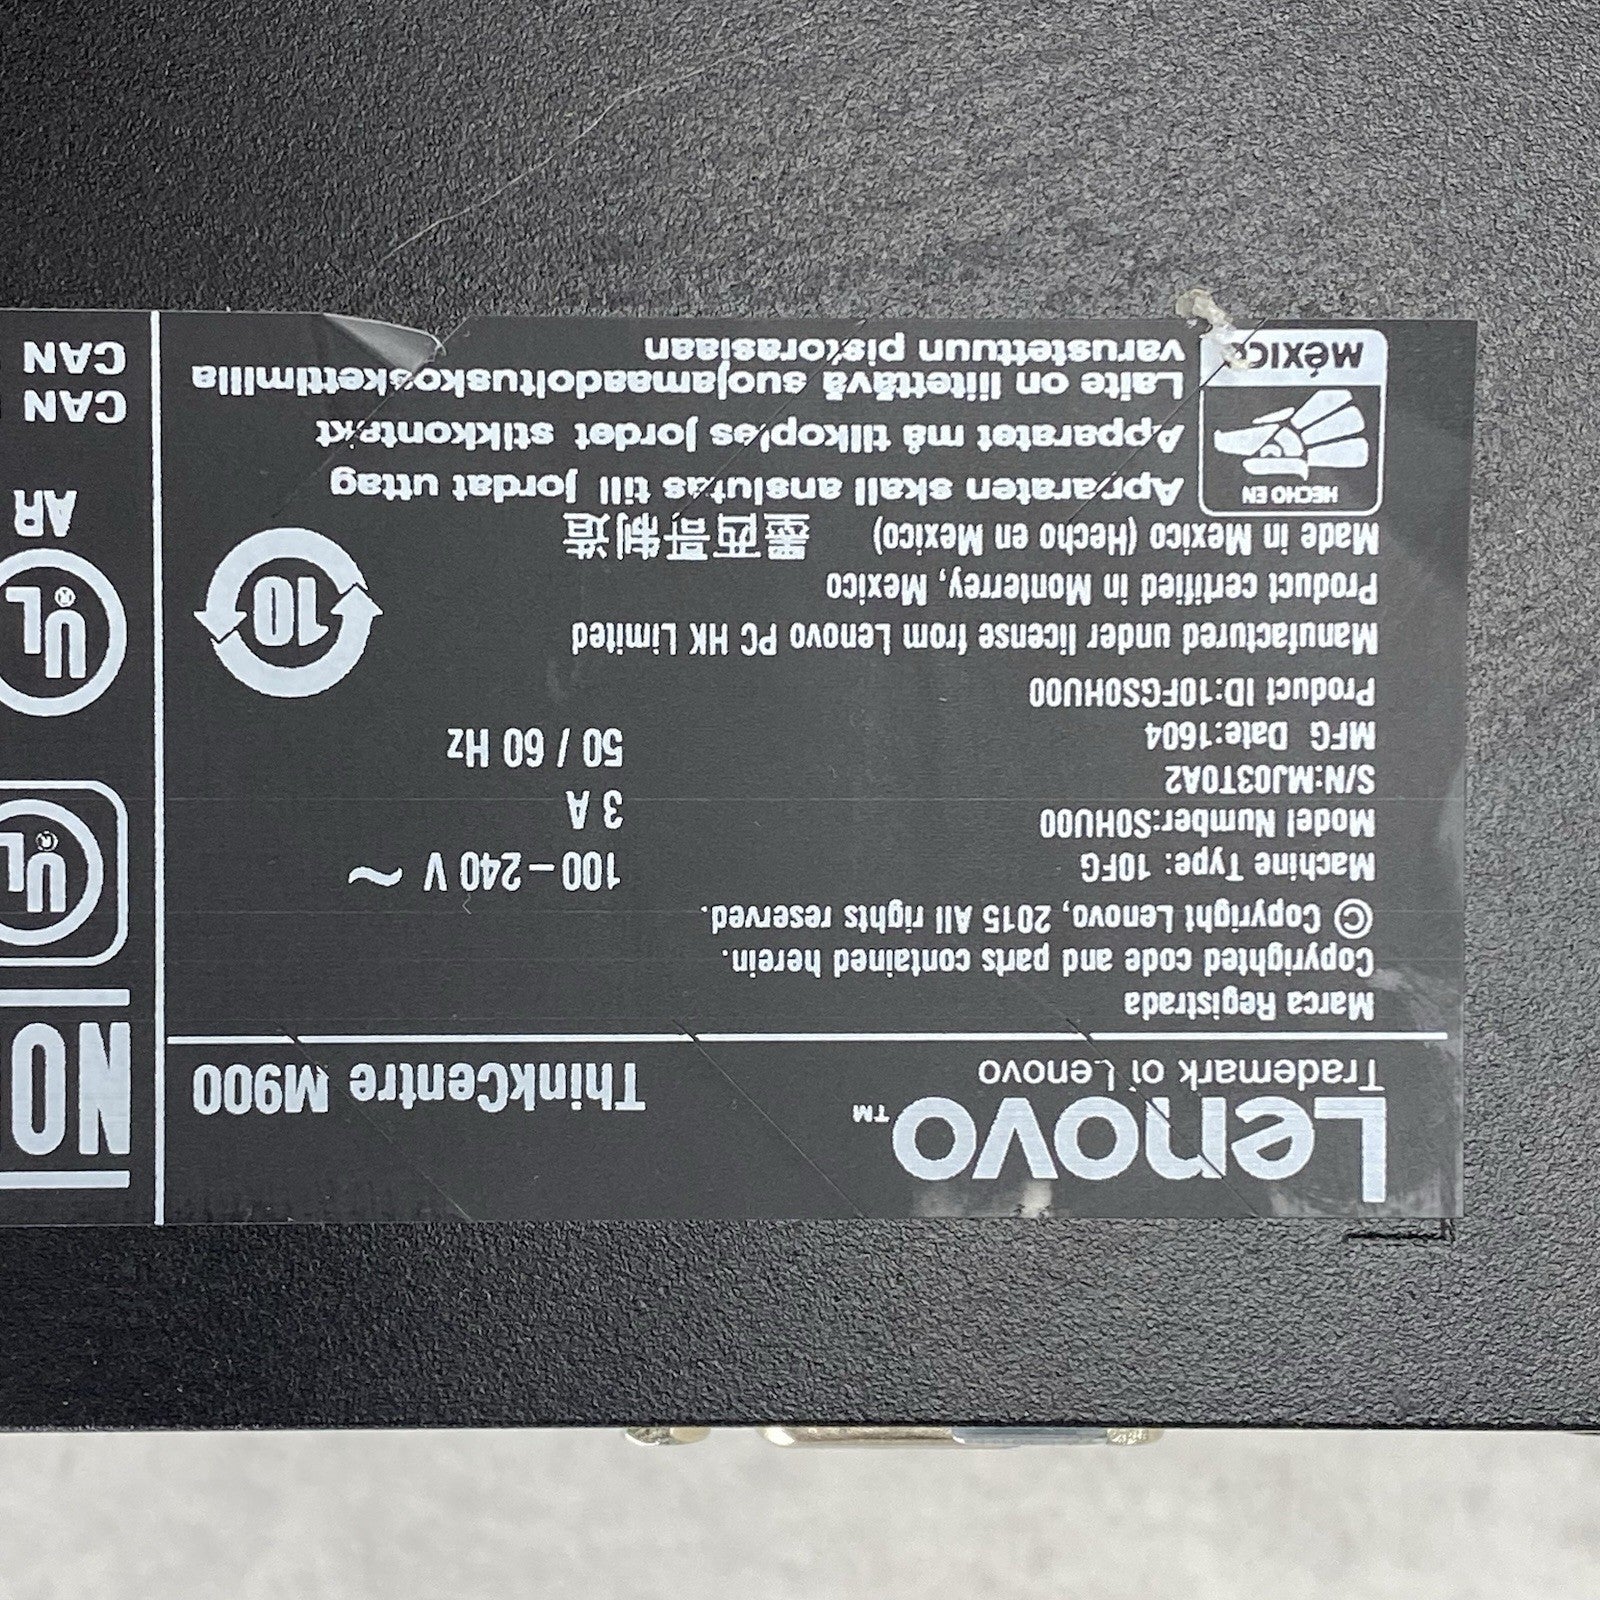 Lenovo™
Trademark of Lenovo
ThinkCentre M900
Marca Registrada
Copyrighted code and parts contained herein.
© Copyright Lenovo, 2015 All rights reserved.
Machine Type: 10FG
Model Number:S0HU00
S/N:MJ03T0A2
MFG Date:1604
Product ID:10FGS0HU00
100–240 V ~
3 A
50 / 60 Hz
Manufactured under license from Lenovo PC HK Limited
Product certified in Monterrey, Mexico
Made in Mexico (Hecho en Mexico) 墨西哥制造
10
HECHO EN
MéXICO
Apparaten skall anslutas till jordat uttag
Apparatet må tilkoples jordet stikkontakt
Laite on liitettävä suojamaadoituskoskettimilla
varustettuun pistorasiaan
NO
UL®
UL®
AR
CAN
CAN